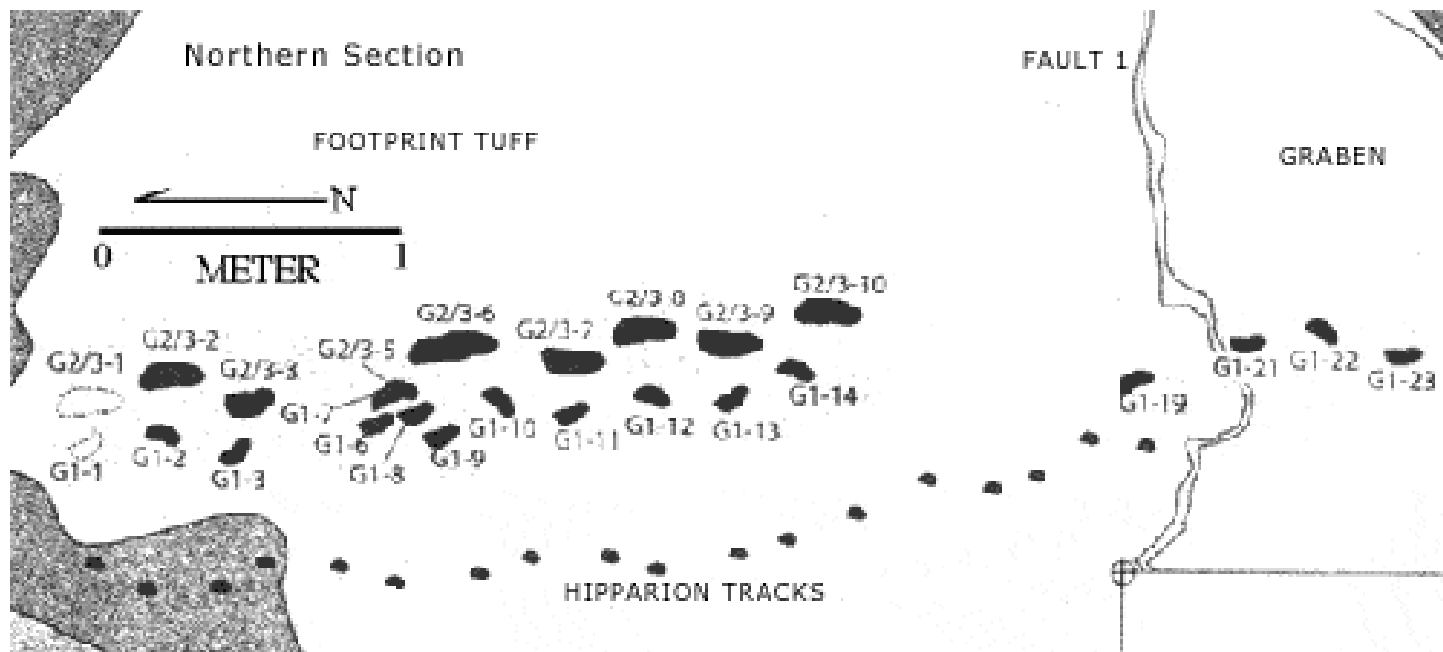 Northern Section
FAULT 1
FOOTPRINT TUFF
GRABEN
N
0 1
METER
G2/3-10
G2/3-8
G2/3-9
G2/3-6
G2/3-7
G2/3-2
G2/3-5
G2/3-1
G2/3-3
G1-21
G1-22
G1-23
G1-14
G1-19
G1-7
G1-10
G1-12
G1-13
G1-6
G1-11
G1-2
G1-9
G1-1
G1-3
G1-8
HIPPARION TRACKS